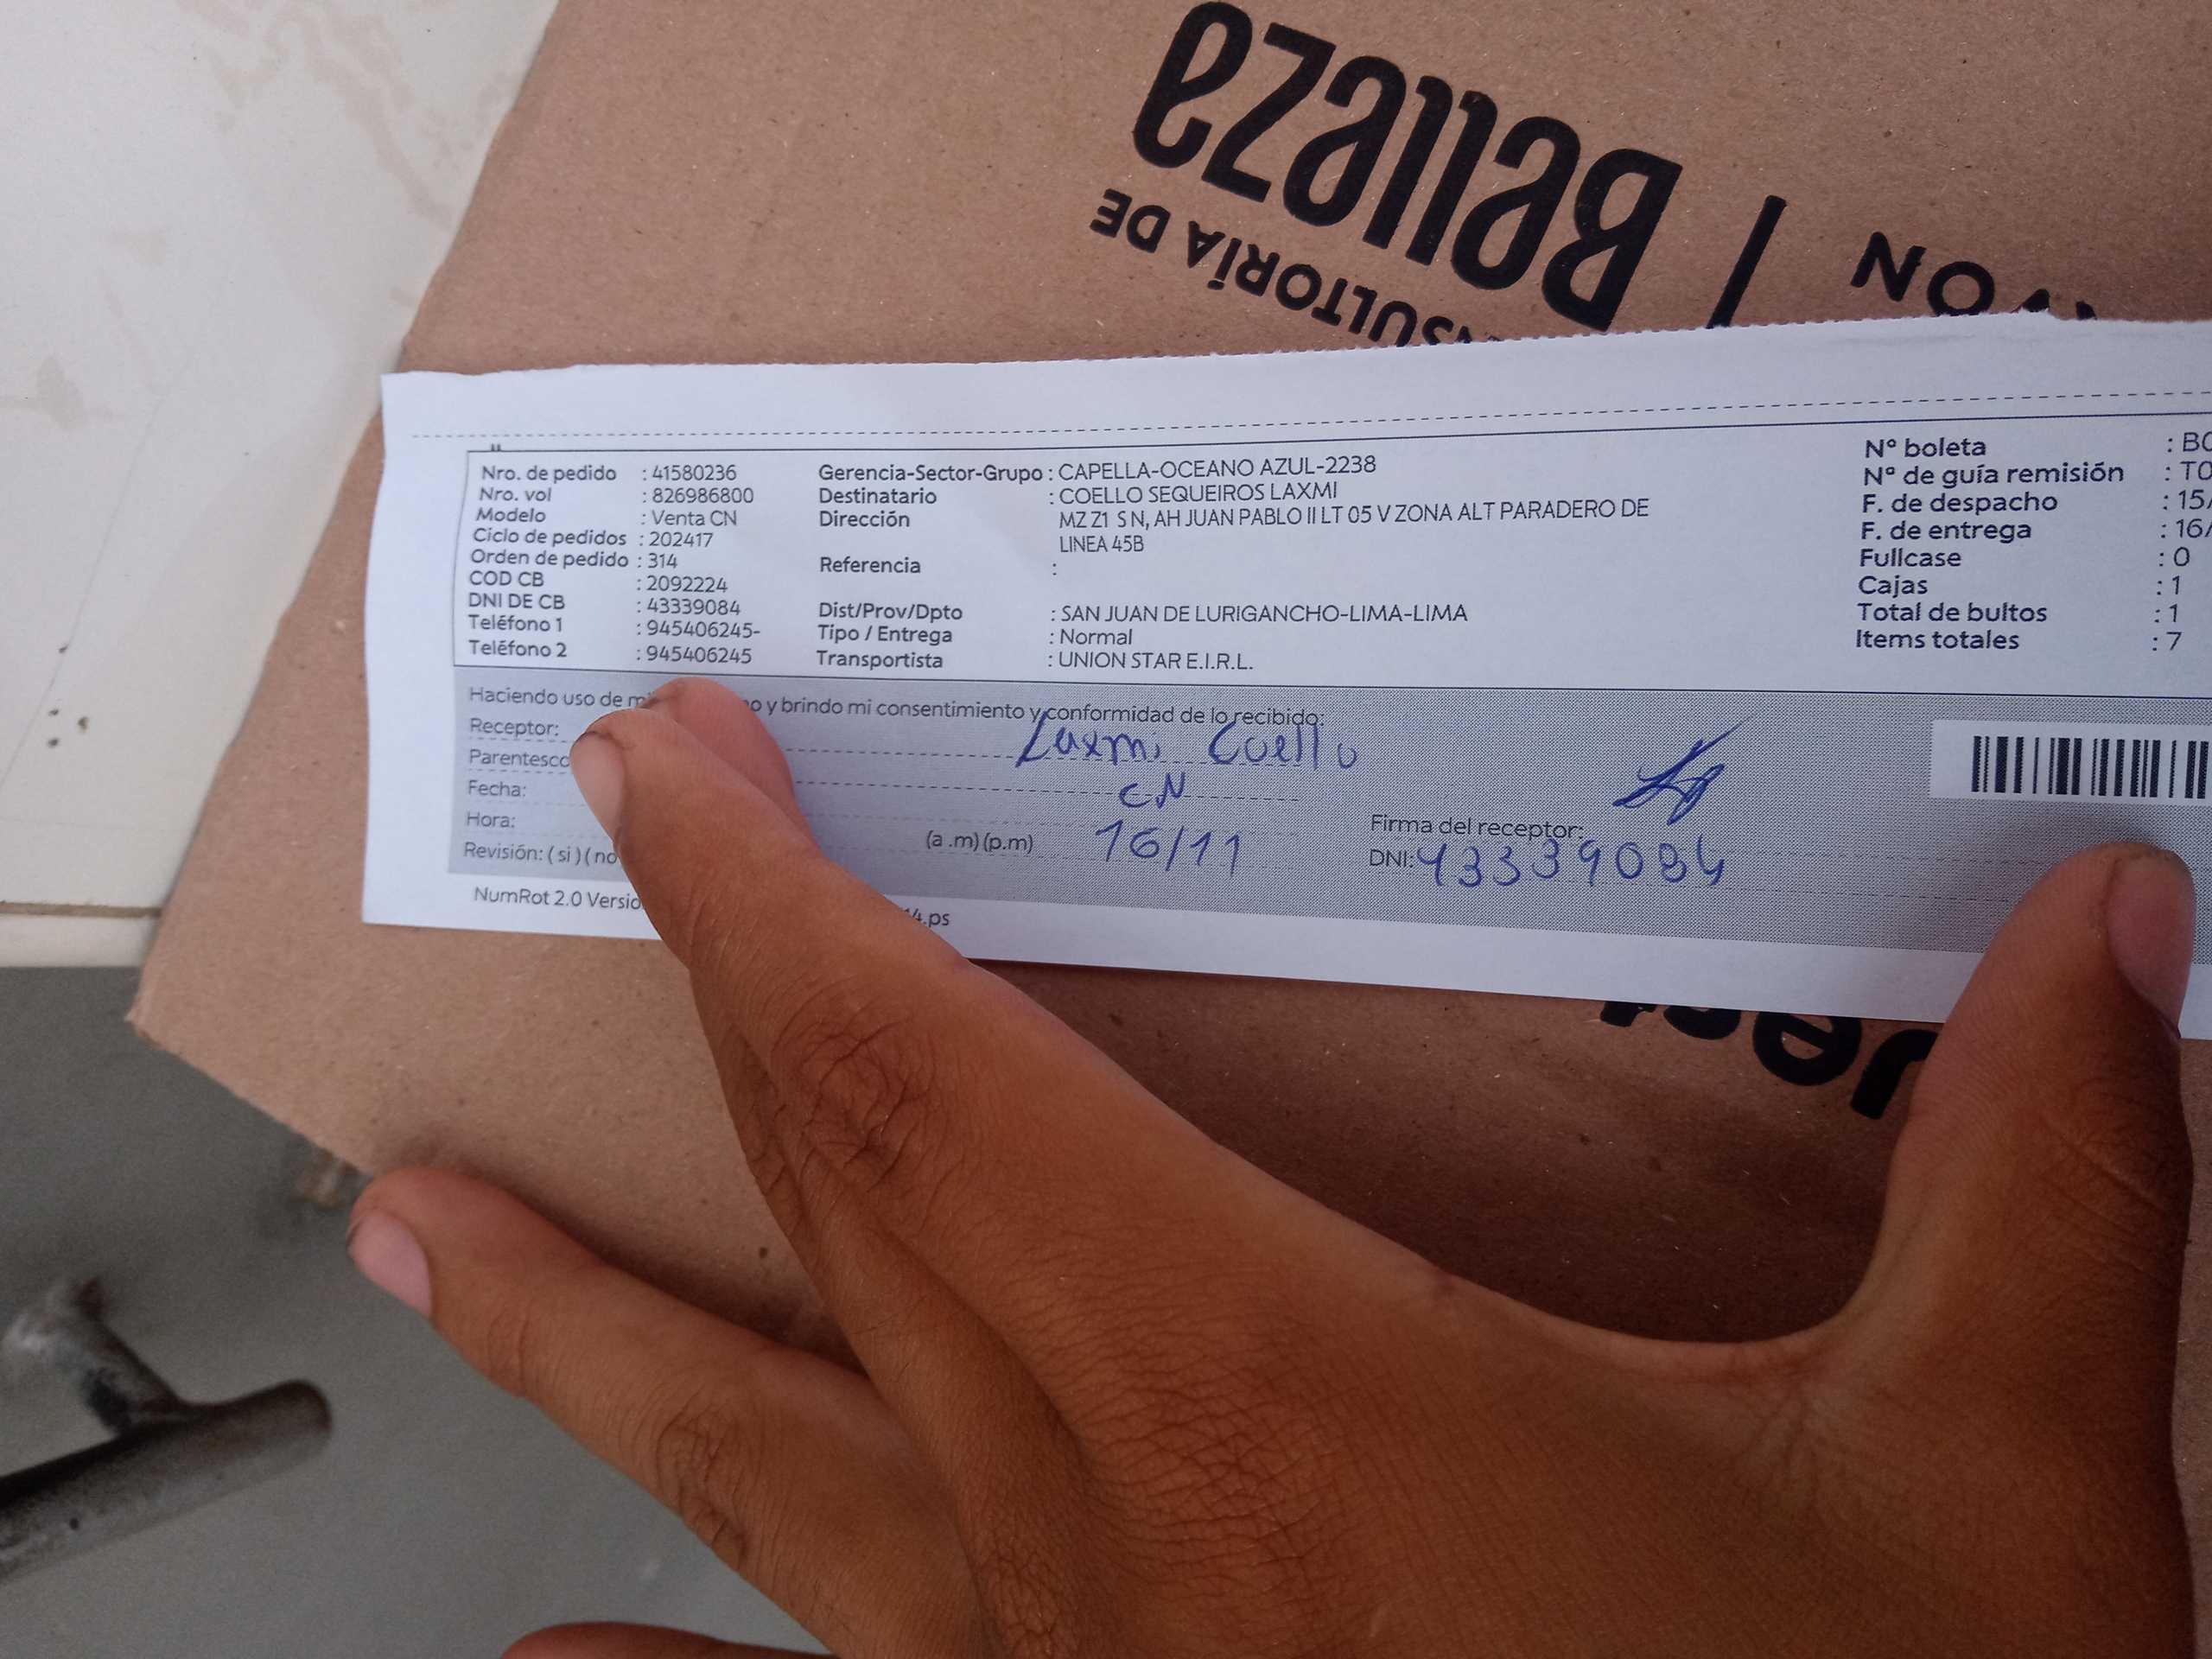 Belleza
SULTORÍA DE
Nro. de pedido : 41580236
Nro. vol : 826986800
Modelo : Venta CN
Ciclo de pedidos : 202417
Orden de pedido : 314
COD CB : 2092224
DNI DE CB : 43339084
Teléfono 1 : 945406245-
Teléfono 2 : 945406245
Gerencia-Sector-Grupo : CAPELLA-OCEANO AZUL-2238
Destinatario : COELLO SEQUEIROS LAXMI
Dirección MZ Z1 S N, AH JUAN PABLO II LT 05 V ZONA ALT PARADERO DE
LINEA 45B
Referencia :
Dist/Prov/Dpto : SAN JUAN DE LURIGANCHO-LIMA-LIMA
Tipo / Entrega : Normal
Transportista : UNION STAR E.I.R.L.
Nº boleta : B
Nº de guía remisión : T0
F. de despacho : 15/
F. de entrega : 16/
Fullcase : 0
Cajas : 1
Total de bultos : 1
Items totales : 7
Haciendo uso de y brindo mi consentimiento y conformidad de lo recibido:
Receptor: Laxmi Coello
Parentesco CN
Fecha:
Hora: (a .m) (p.m) 16/11
Revisión: ( si ) ( no
Firma del receptor:
DNI: 43339084
NumRot 2.0 Versio 4.ps